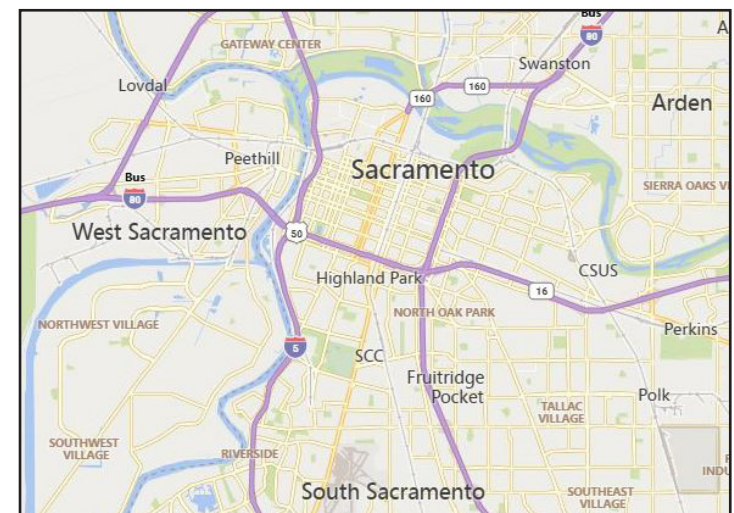 Bus
80
GATEWAY CENTER
A
Swanston
Lovdal
160
160
Arden
Peethill
Sacramento
Bus
80
SIERRA OAKS VI
West Sacramento
50
CSUS
Highland Park
16
NORTH OAK PARK
NORTHWEST VILLAGE
Perkins
5
SCC
Fruitridge
Pocket
Polk
TALLAC
VILLAGE
SOUTHWEST
VILLAGE
RIVERSIDE
INDU
South Sacramento
SOUTHEAST
VILLAGE